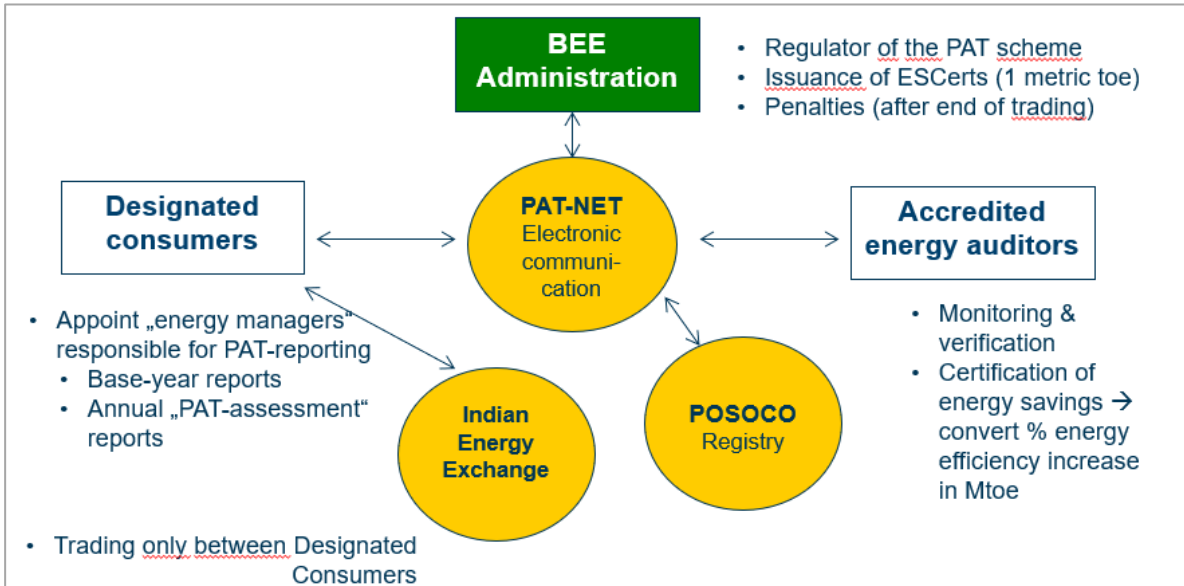 BEE
Administration
• Regulator of the PAT scheme
• Issuance of ESCerts (1 metric toe)
• Penalties (after end of trading)
Designated
consumers
PAT-NET
Electronic
communi-
cation
Accredited
energy auditors
• Appoint „energy managers“
responsible for PAT-reporting
• Base-year reports
• Annual „PAT-assessment“
reports
Indian
Energy
Exchange
POSOCO
Registry
• Monitoring &
verification
• Certification of
energy savings →
convert % energy
efficiency increase
in Mtoe
• Trading only between Designated
Consumers